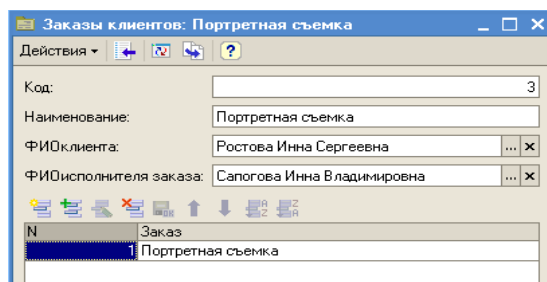 Заказы клиентов: Портретная съемка
Действия
Код: 3
Наименование: Портретная съемка
ФИОклиента: Ростова Инна Сергеевна ...
ФИОисполнителя заказа: Сапогова Инна Владимировна ...
N Заказ
1 Портретная съемка